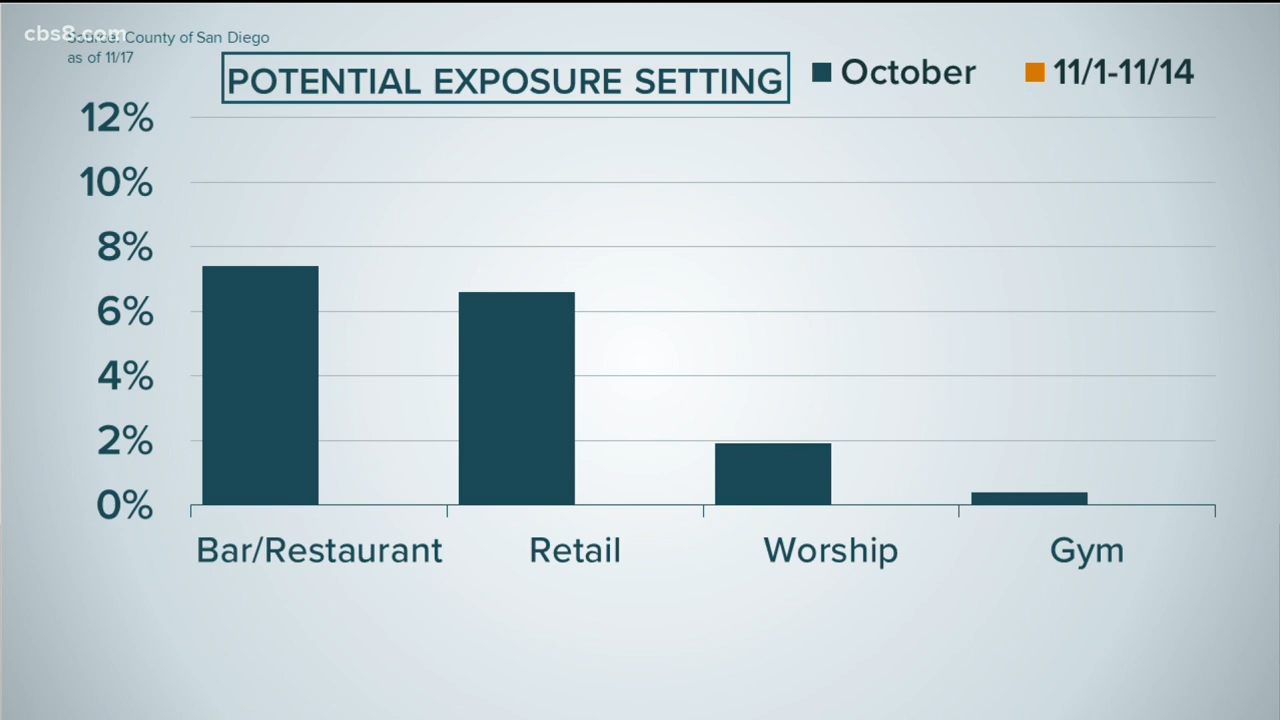 cbs8.com
Source: County of San Diego
as of 11/17
POTENTIAL EXPOSURE SETTING
October
11/1-11/14
12%
10%
8%
6%
4%
2%
0%
Bar/Restaurant
Retail
Worship
Gym